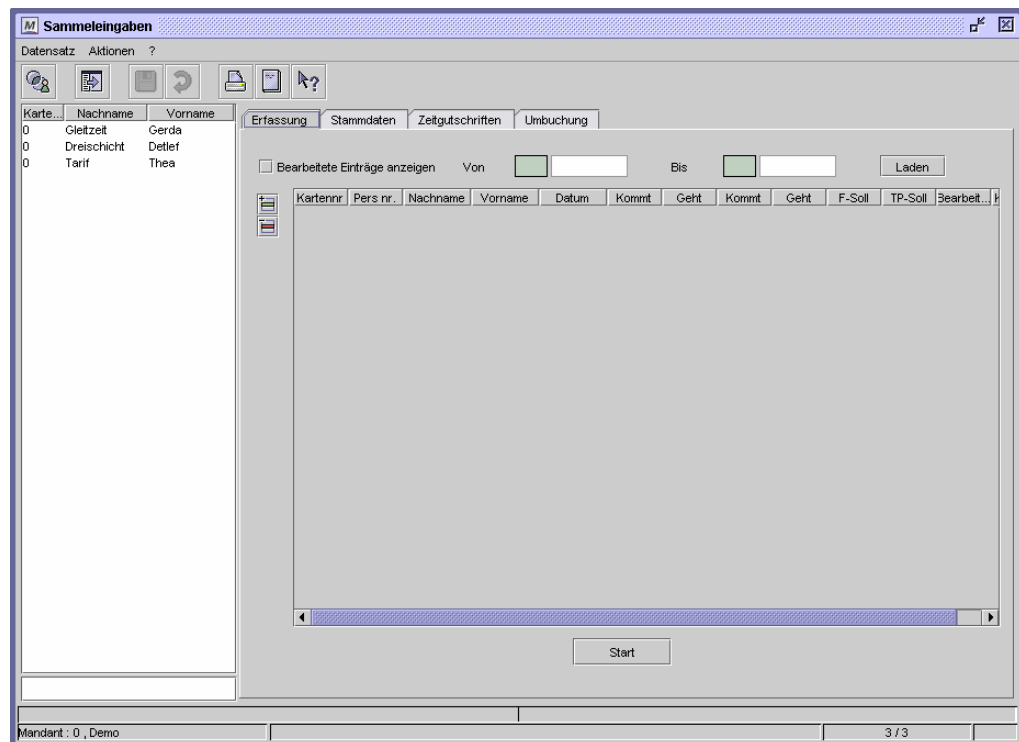 M Sammeleingaben
Datensatz Aktionen ?
Karte... Nachname Vorname
0 Gleitzeit Gerda
0 Dreischicht Detlef
0 Tarif Thea
Erfassung Stammdaten Zeitgutschriften Umbuchung
Bearbeitete Einträge anzeigen Von Bis Laden
Kartennr Pers nr. Nachname Vorname Datum Kommt Geht Kommt Geht F-Soll TP-Soll Bearbeit...
Start
Mandant : 0 , Demo 3 / 3